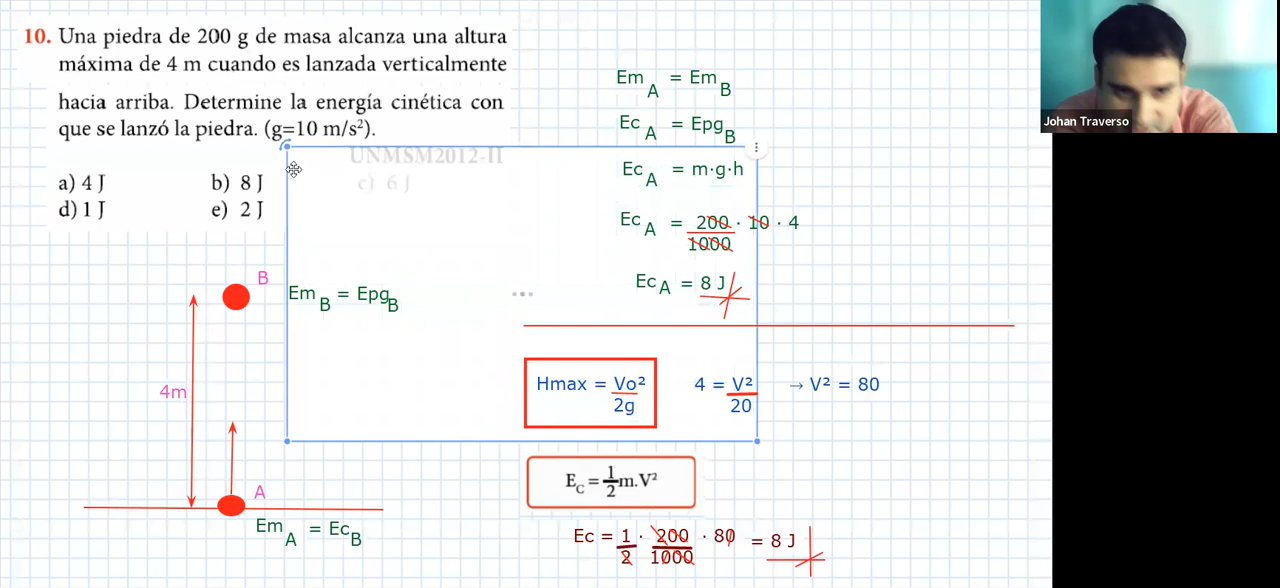 10. Una piedra de 200 g de masa alcanza una altura
máxima de 4 m cuando es lanzada verticalmente
hacia arriba. Determine la energía cinética con
que se lanzó la piedra. (g=10 m/s²).
UNMSM2012-II
a) 4 J b) 8 J c) 6 J
d) 1 J e) 2 J
Em A = Em B
Ec A = Epg B
Ec A = m·g·h
Ec A = 200/1000 · 10 · 4
Ec A = 8 J
B
Em B = Epg B
4m
A
Em A = Ec B
Hmax = Vo²/2g
4 = V²/20 → V² = 80
E_C = 1/2 m.V²
Ec = 1/2 · 200/1000 · 80 = 8 J
Johan Traverso